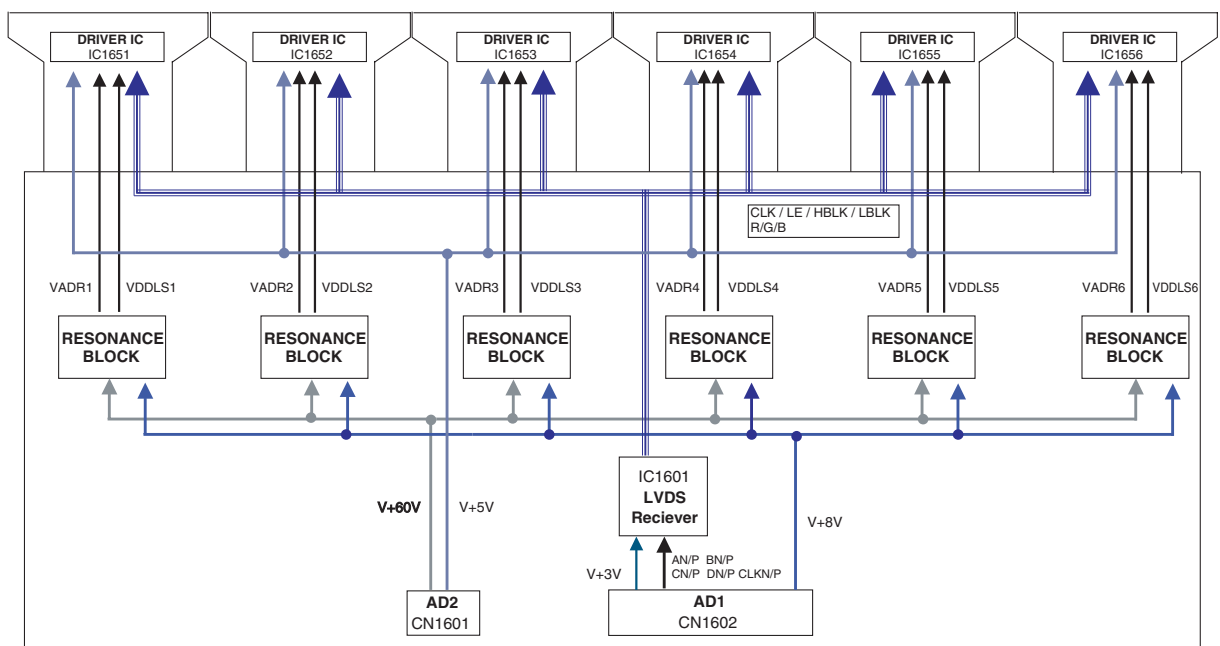 DRIVER IC
IC1651
DRIVER IC
IC1652
DRIVER IC
IC1653
DRIVER IC
IC1654
DRIVER IC
IC1655
DRIVER IC
IC1656
CLK / LE / HBLK / LBLK
R/G/B
VADR1
VDDLS1
VADR2
VDDLS2
VADR3
VDDLS3
VADR4
VDDLS4
VADR5
VDDLS5
VADR6
VDDLS6
RESONANCE
BLOCK
RESONANCE
BLOCK
RESONANCE
BLOCK
RESONANCE
BLOCK
RESONANCE
BLOCK
RESONANCE
BLOCK
IC1601
LVDS
Reciever
V+60V
V+5V
V+8V
V+3V
AN/P BN/P
CN/P DN/P CLKN/P
AD2
CN1601
AD1
CN1602